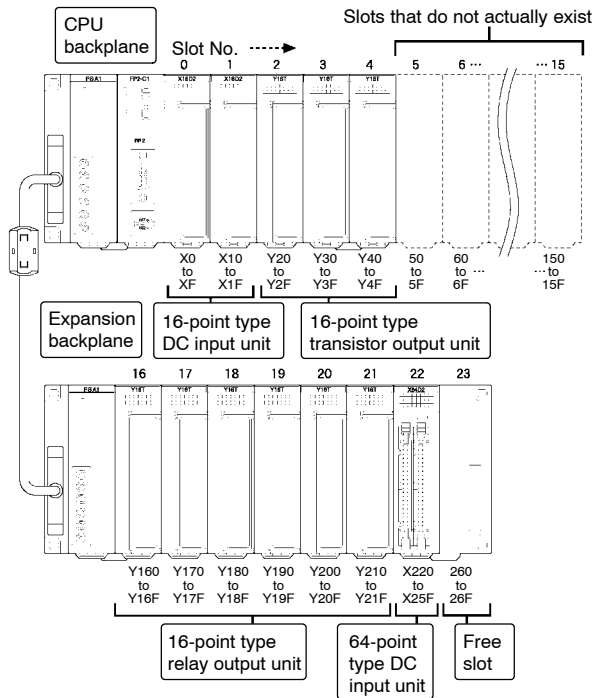 CPU
backplane
Slots that do not actually exist
Slot No.
0 1 2 3 4 5 6 ··· ··· 15
PSA1 FP2-C1 X16D2 X16D2 Y16T Y16T Y16T
FP2
X0 to XF
X10 to X1F
Y20 to Y2F
Y30 to Y3F
Y40 to Y4F
50 to 5F
60 to ··· 6F
150 ··· to 15F
Expansion
backplane
16-point type
DC input unit
16-point type
transistor output unit
16 17 18 19 20 21 22 23
PSA1 Y16T Y16T Y16T Y16T Y16T Y16T X64D2
Y160 to Y16F
Y170 to Y17F
Y180 to Y18F
Y190 to Y19F
Y200 to Y20F
Y210 to Y21F
X220 to X25F
260 to 26F
16-point type
relay output unit
64-point
type DC
input unit
Free
slot